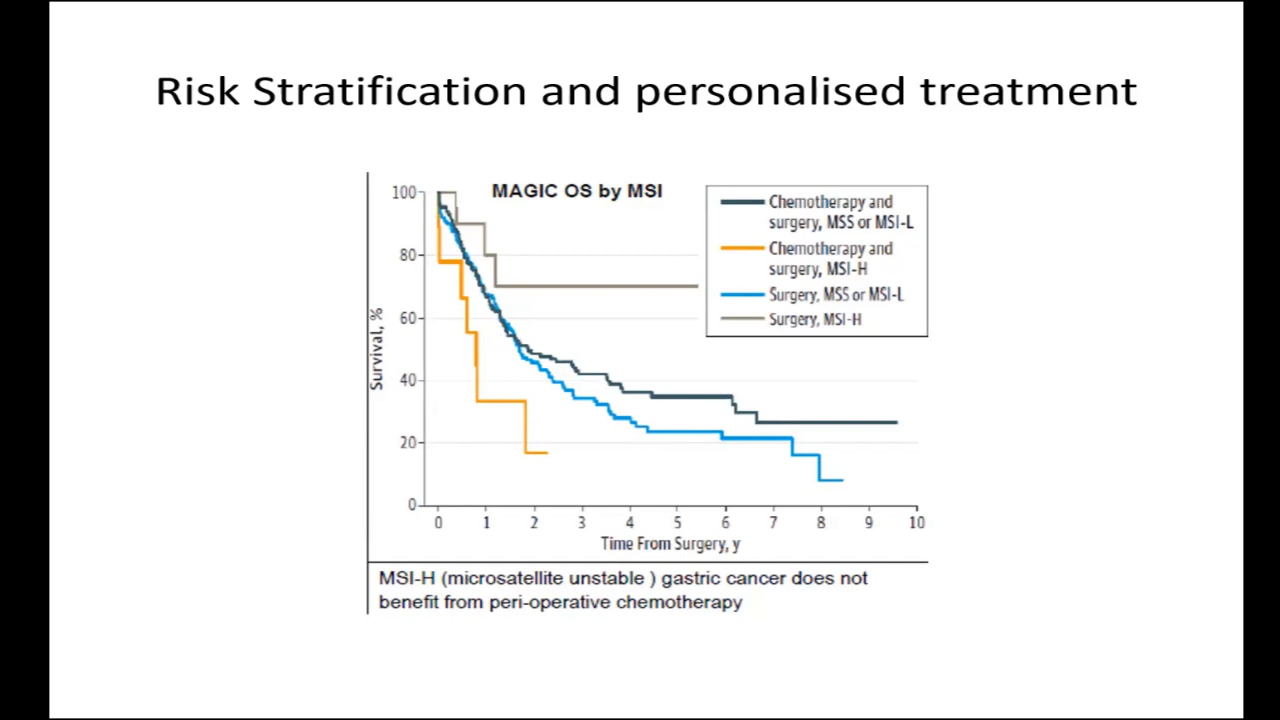 Risk Stratification and personalised treatment
MAGIC OS by MSI
Chemotherapy and
surgery, MSS or MSI-L
Chemotherapy and
surgery, MSI-H
Surgery, MSS or MSI-L
Surgery, MSI-H
Survival, %
100
80
60
40
20
0
0 1 2 3 4 5 6 7 8 9 10
Time From Surgery, y
MSI-H (microsatellite unstable ) gastric cancer does not
benefit from peri-operative chemotherapy